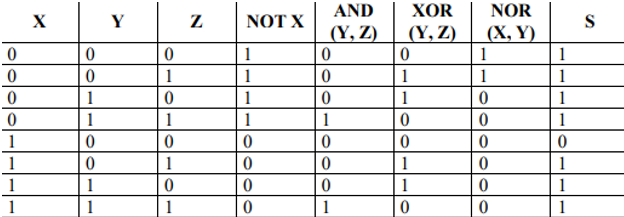 X Y Z NOT X AND (Y, Z) XOR (Y, Z) NOR (X, Y) S
0 0 0 1 0 0 1 1
0 0 1 1 0 1 1 1
0 1 0 1 0 1 0 1
0 1 1 1 1 0 0 1
1 0 0 0 0 0 0 0
1 0 1 0 0 1 0 1
1 1 0 0 0 1 0 1
1 1 1 0 1 0 0 1